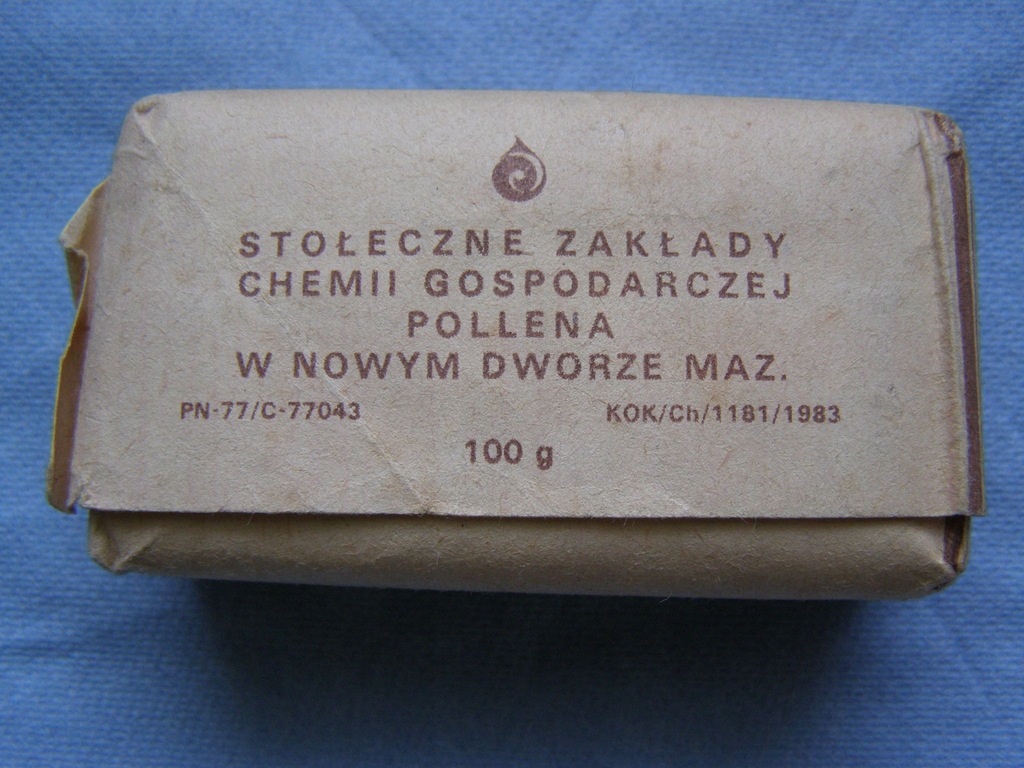 STOŁECZNE ZAKŁADY
CHEMII GOSPODARCZEJ
POLLENA
W NOWYM DWORZE MAZ.
PN-77/C-77043 KOK/Ch/1181/1983
100 g